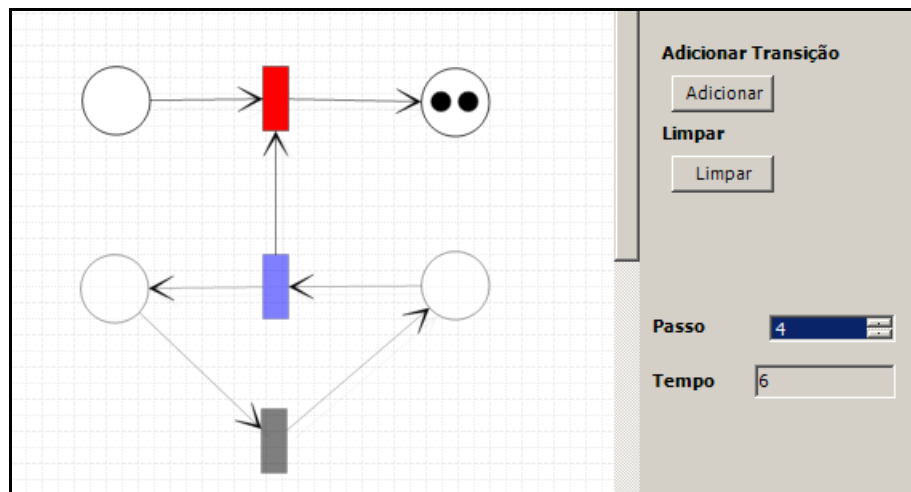 Adicionar Transição
Adicionar
Limpar
Limpar
Passo 4
Tempo 6